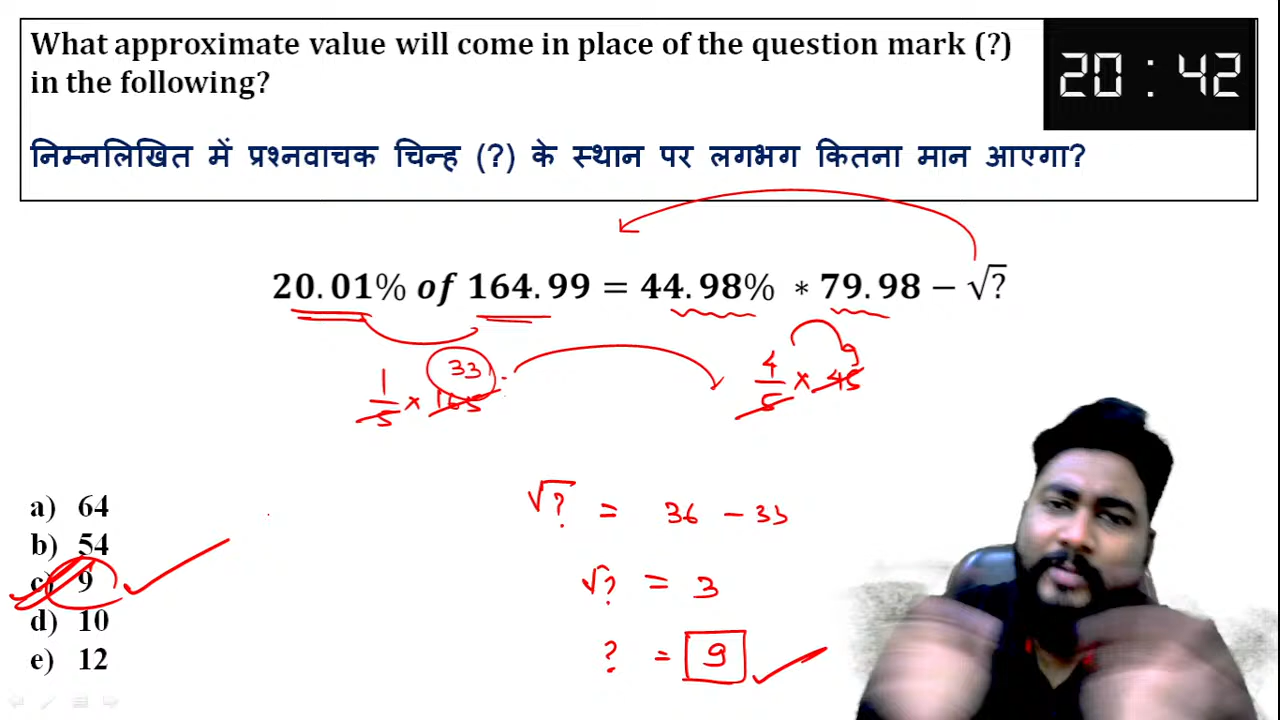 What approximate value will come in place of the question mark (?)
in the following?
20 : 42
निम्नलिखित में प्रश्नवाचक चिन्ह (?) के स्थान पर लगभग कितना मान आएगा?
20.01% of 164.99 = 44.98% * 79.98 − √?
1/5 × 165 33
4/5 × 45 9
a) 64
b) 54
c) 9
d) 10
e) 12
√? = 36 - 33
√? = 3
? = 9